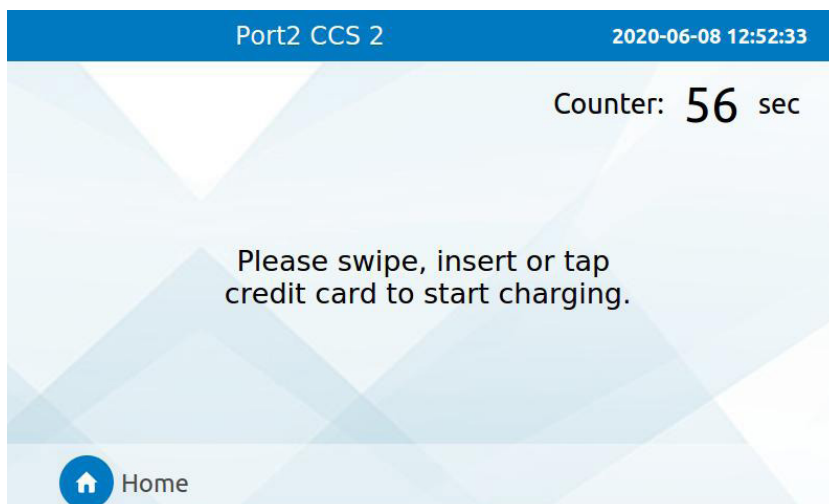 Port2 CCS 2 2020-06-08 12:52:33
Counter: 56 sec
Please swipe, insert or tap
credit card to start charging.
Home